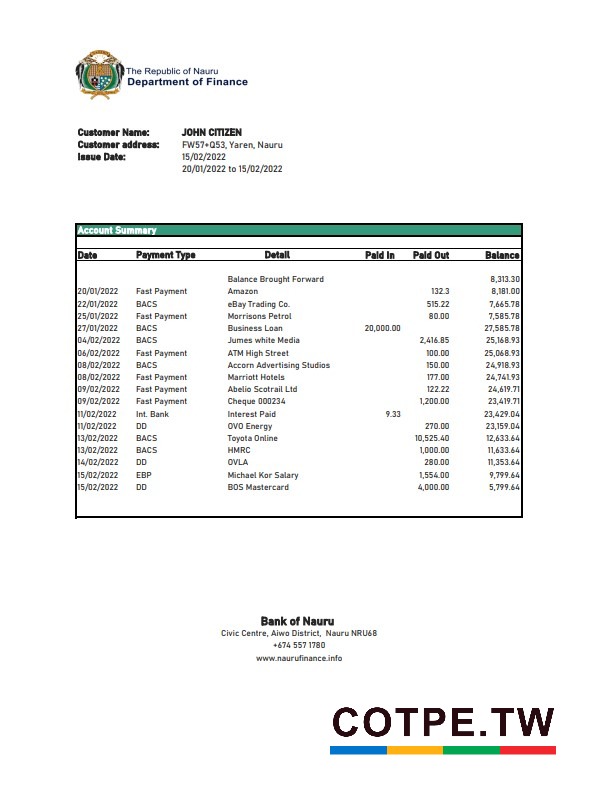 The Republic of Nauru
Department of Finance
Customer Name: JOHN CITIZEN
Customer address: FW57+Q53, Yaren, Nauru
Issue Date: 15/02/2022
20/01/2022 to 15/02/2022
Account Summary
Date Payment Type Detail Paid In Paid Out Balance
Balance Brought Forward 8,313.30
20/01/2022 Fast Payment Amazon 132.3 8,181.00
22/01/2022 BACS eBay Trading Co. 515.22 7,665.78
25/01/2022 Fast Payment Morrisons Petrol 80.00 7,585.78
27/01/2022 BACS Business Loan 20,000.00 27,585.78
04/02/2022 BACS Jumes white Media 2,416.85 25,168.93
06/02/2022 Fast Payment ATM High Street 100.00 25,068.93
08/02/2022 BACS Accorn Advertising Studios 150.00 24,918.93
08/02/2022 Fast Payment Marriott Hotels 177.00 24,741.93
09/02/2022 Fast Payment Abelio Scotrail Ltd 122.22 24,619.71
09/02/2022 Fast Payment Cheque 000234 1,200.00 23,419.71
11/02/2022 Int. Bank Interest Paid 9.33 23,429.04
11/02/2022 DD OVO Energy 270.00 23,159.04
13/02/2022 BACS Toyota Online 10,525.40 12,633.64
13/02/2022 BACS HMRC 1,000.00 11,633.64
14/02/2022 DD OVLA 280.00 11,353.64
15/02/2022 EBP Michael Kor Salary 1,554.00 9,799.64
15/02/2022 DD BOS Mastercard 4,000.00 5,799.64
Bank of Nauru
Civic Centre, Aiwo District, Nauru NRU68
+674 557 1780
www.naurufinance.info
COTPE.TW